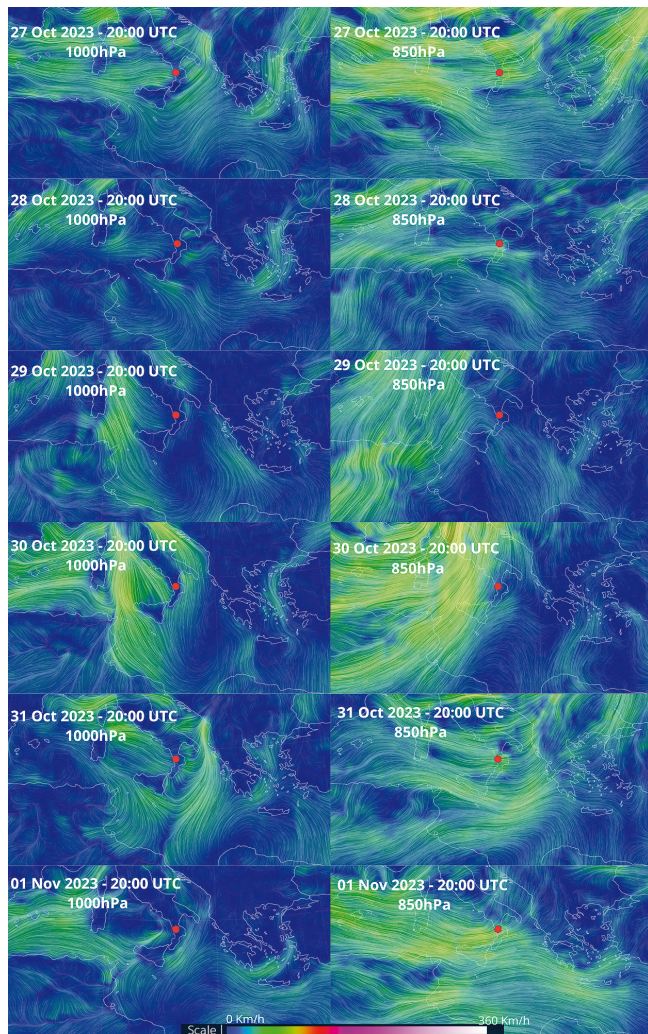 27 Oct 2023 - 20:00 UTC
1000hPa
27 Oct 2023 - 20:00 UTC
850hPa
28 Oct 2023 - 20:00 UTC
1000hPa
28 Oct 2023 - 20:00 UTC
850hPa
29 Oct 2023 - 20:00 UTC
1000hPa
29 Oct 2023 - 20:00 UTC
850hPa
30 Oct 2023 - 20:00 UTC
1000hPa
30 Oct 2023 - 20:00 UTC
850hPa
31 Oct 2023 - 20:00 UTC
1000hPa
31 Oct 2023 - 20:00 UTC
850hPa
01 Nov 2023 - 20:00 UTC
1000hPa
01 Nov 2023 - 20:00 UTC
850hPa
0 Km/h
360 Km/h
Scale |